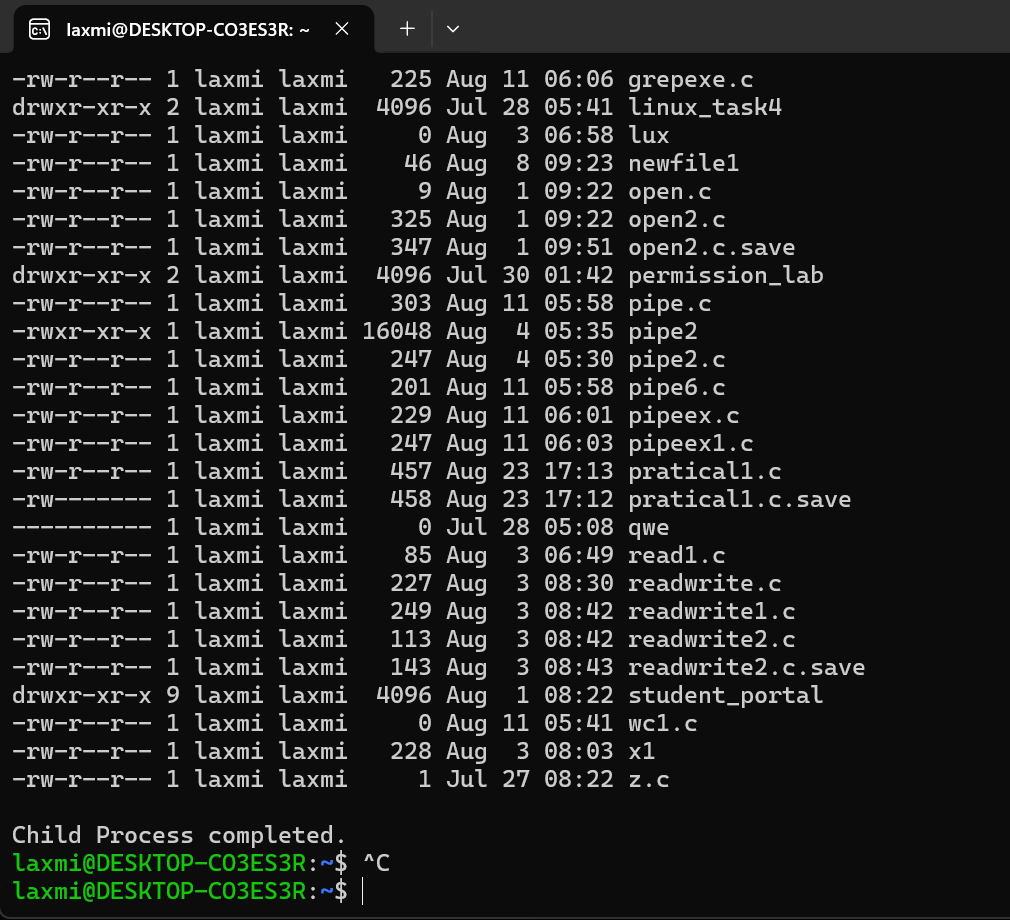 laxmi@DESKTOP-CO3ES3R: ~
-rw-r--r-- 1 laxmi laxmi   225 Aug 11 06:06 grepexe.c
drwxr-xr-x 2 laxmi laxmi  4096 Jul 28 05:41 linux_task4
-rw-r--r-- 1 laxmi laxmi     0 Aug  3 06:58 lux
-rw-r--r-- 1 laxmi laxmi    46 Aug  8 09:23 newfile1
-rw-r--r-- 1 laxmi laxmi     9 Aug  1 09:22 open.c
-rw-r--r-- 1 laxmi laxmi   325 Aug  1 09:22 open2.c
-rw-r--r-- 1 laxmi laxmi   347 Aug  1 09:51 open2.c.save
drwxr-xr-x 2 laxmi laxmi  4096 Jul 30 01:42 permission_lab
-rw-r--r-- 1 laxmi laxmi   303 Aug 11 05:58 pipe.c
-rwxr-xr-x 1 laxmi laxmi 16048 Aug  4 05:35 pipe2
-rw-r--r-- 1 laxmi laxmi   247 Aug  4 05:30 pipe2.c
-rw-r--r-- 1 laxmi laxmi   201 Aug 11 05:58 pipe6.c
-rw-r--r-- 1 laxmi laxmi   229 Aug 11 06:01 pipeex.c
-rw-r--r-- 1 laxmi laxmi   247 Aug 11 06:03 pipeex1.c
-rw-r--r-- 1 laxmi laxmi   457 Aug 23 17:13 pratical1.c
-rw------- 1 laxmi laxmi   458 Aug 23 17:12 pratical1.c.save
---------- 1 laxmi laxmi     0 Jul 28 05:08 qwe
-rw-r--r-- 1 laxmi laxmi    85 Aug  3 06:49 read1.c
-rw-r--r-- 1 laxmi laxmi   227 Aug  3 08:30 readwrite.c
-rw-r--r-- 1 laxmi laxmi   249 Aug  3 08:42 readwrite1.c
-rw-r--r-- 1 laxmi laxmi   113 Aug  3 08:42 readwrite2.c
-rw-r--r-- 1 laxmi laxmi   143 Aug  3 08:43 readwrite2.c.save
drwxr-xr-x 9 laxmi laxmi  4096 Aug  1 08:22 student_portal
-rw-r--r-- 1 laxmi laxmi     0 Aug 11 05:41 wc1.c
-rw-r--r-- 1 laxmi laxmi   228 Aug  3 08:03 x1
-rw-r--r-- 1 laxmi laxmi     1 Jul 27 08:22 z.c
Child Process completed.
laxmi@DESKTOP-CO3ES3R:~$ ^C
laxmi@DESKTOP-CO3ES3R:~$